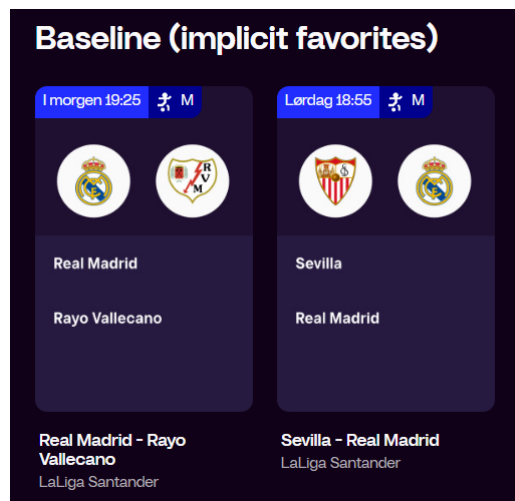 Baseline (implicit favorites)
I morgen 19:25 M
Lørdag 18:55 M
R
V
M
Real Madrid
Rayo Vallecano
Sevilla
Real Madrid
Real Madrid - Rayo
Vallecano
LaLiga Santander
Sevilla - Real Madrid
LaLiga Santander